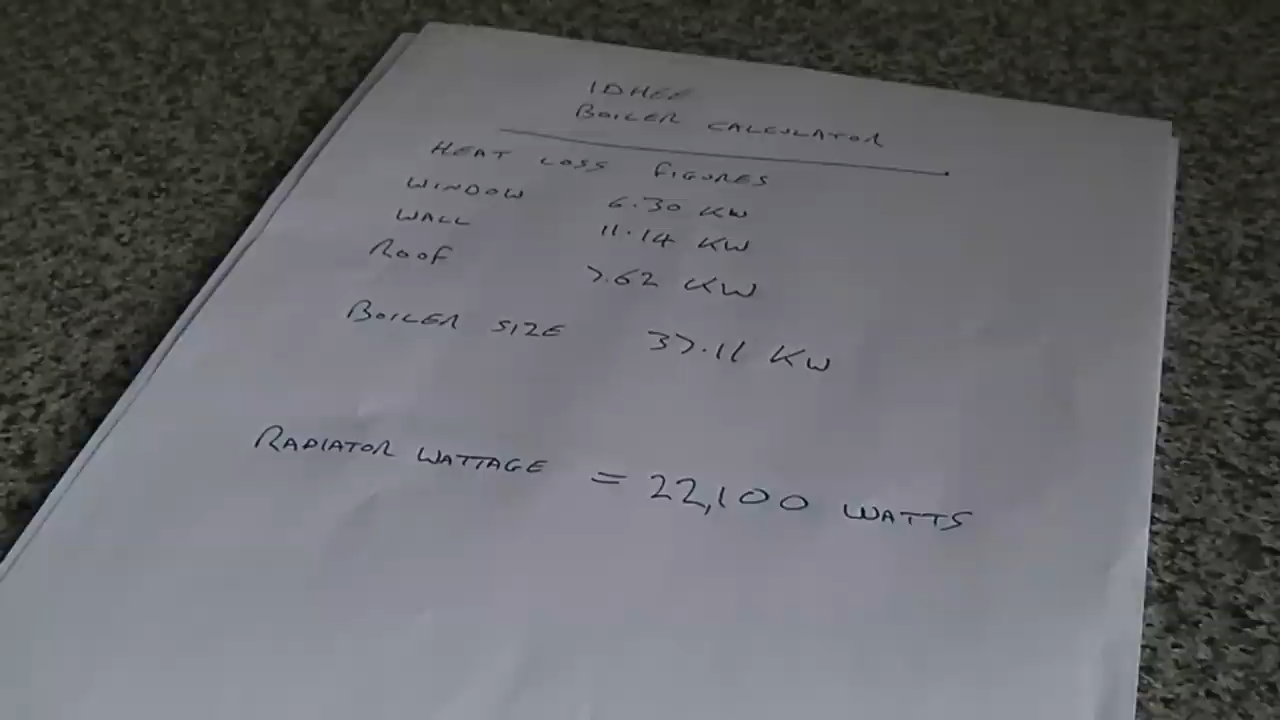 IDHEE
BOILER CALCULATOR
HEAT LOSS FIGURES
WINDOW 6.30 KW
WALL 11.14 KW
ROOF 7.62 KW
BOILER SIZE 37.11 KW
RADIATOR WATTAGE = 22,100 WATTS